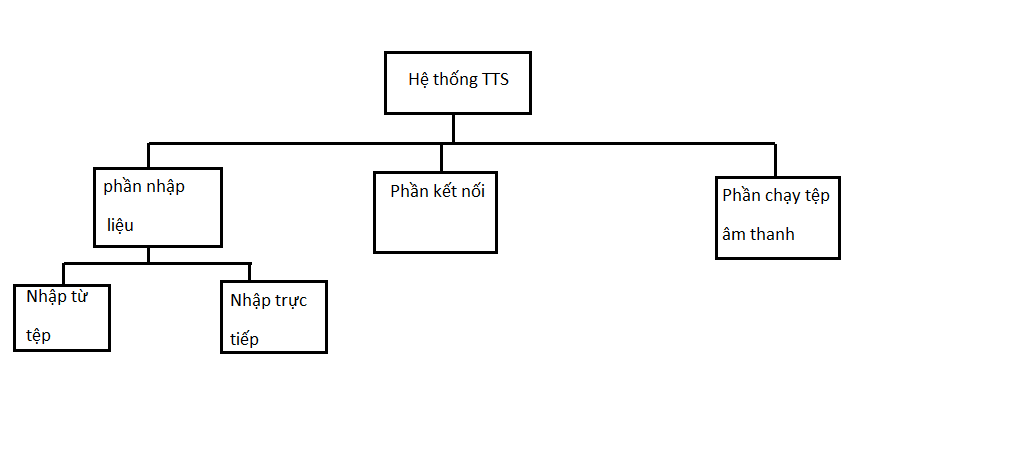 Hệ thống TTS
phần nhập
liệu
Phần kết nối
Phần chạy tệp
âm thanh
Nhập từ
tệp
Nhập trực
tiếp